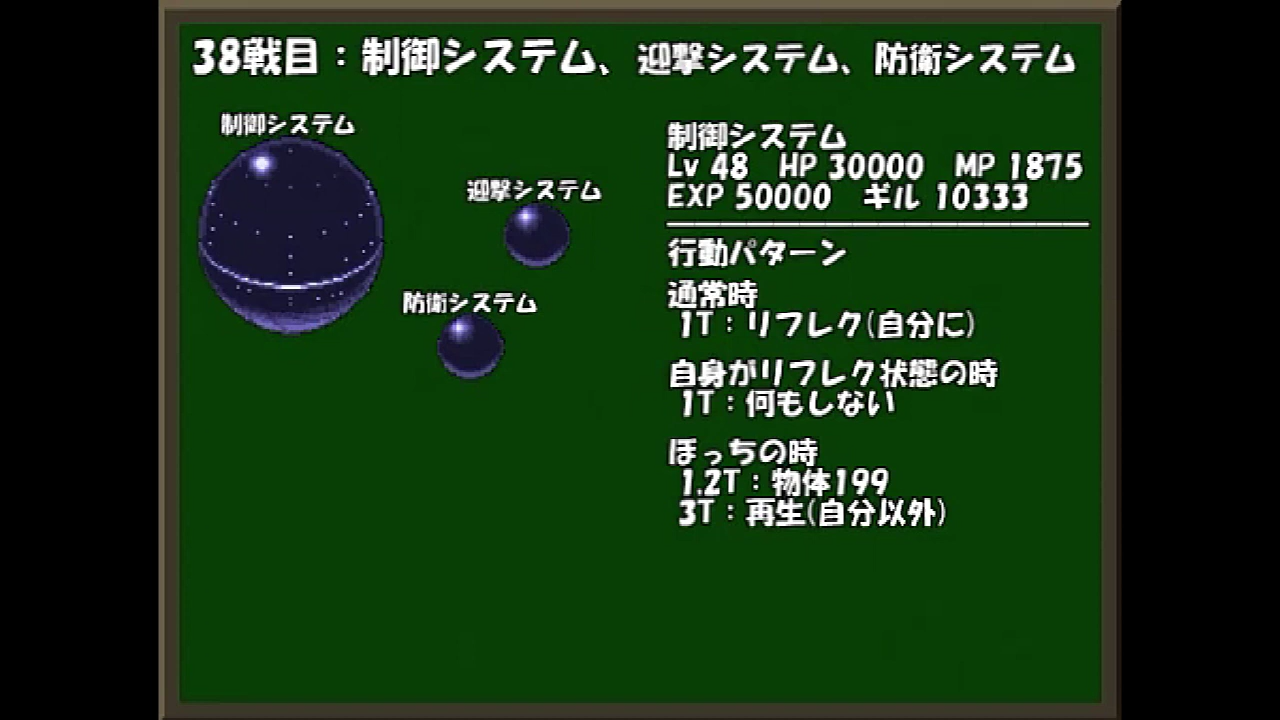 38戦目：制御システム、迎撃システム、防衛システム
制御システム
迎撃システム
防衛システム
制御システム
Lv 48　HP 30000　MP 1875
EXP 50000　ギル 10333
行動パターン
通常時
1T：リフレク(自分に)
自身がリフレク状態の時
1T：何もしない
ぼっちの時
1.2T：物体199
3T：再生(自分以外)